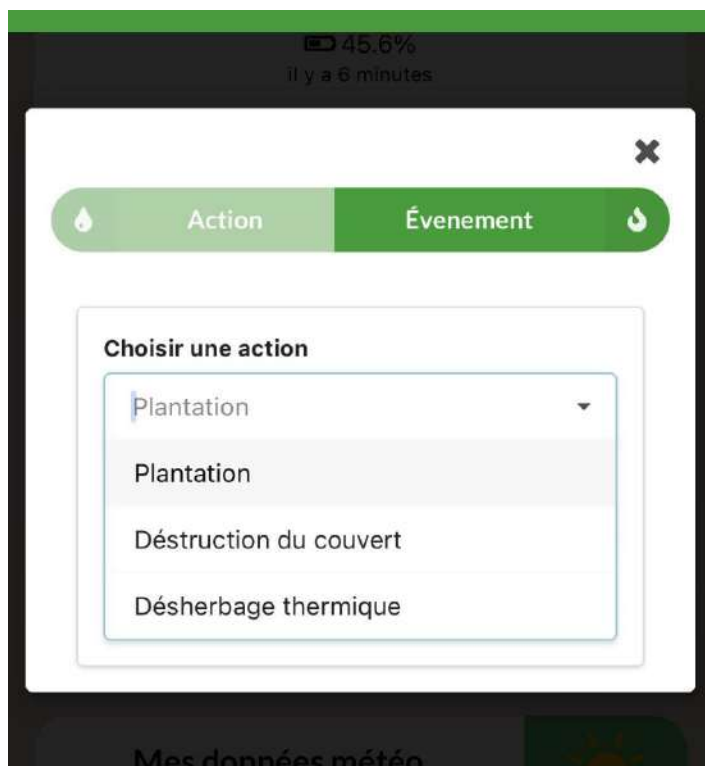 45.6%
il y a 6 minutes
Action Évenement
Choisir une action
Plantation
Plantation
Déstruction du couvert
Désherbage thermique
Mes données météo